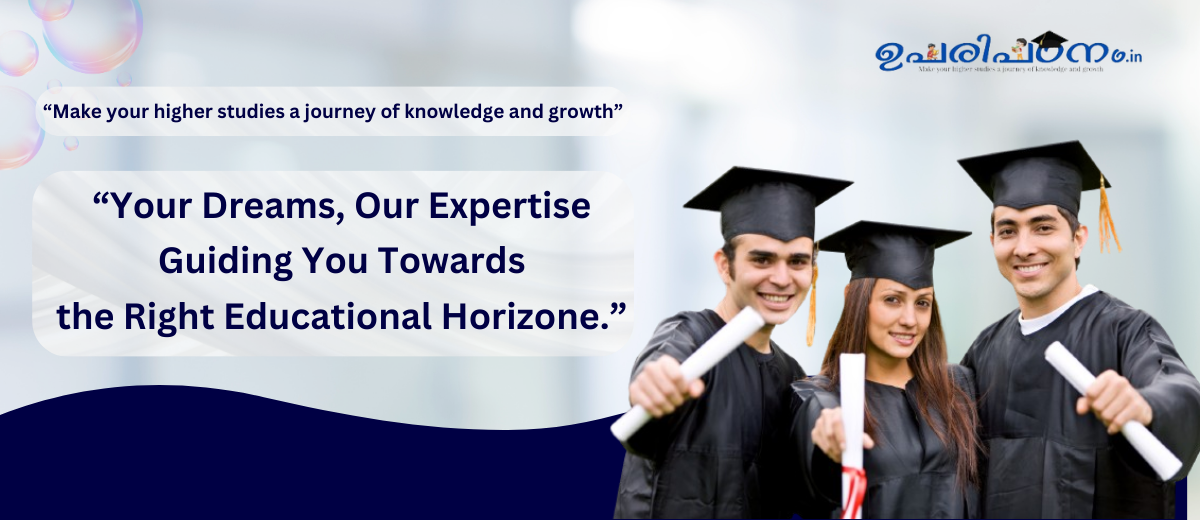 ഉപരിപഠനം.in
Make your higher studies a journey of knowledge and growth
“Make your higher studies a journey of knowledge and growth”
“Your Dreams, Our Expertise
Guiding You Towards
the Right Educational Horizone.”